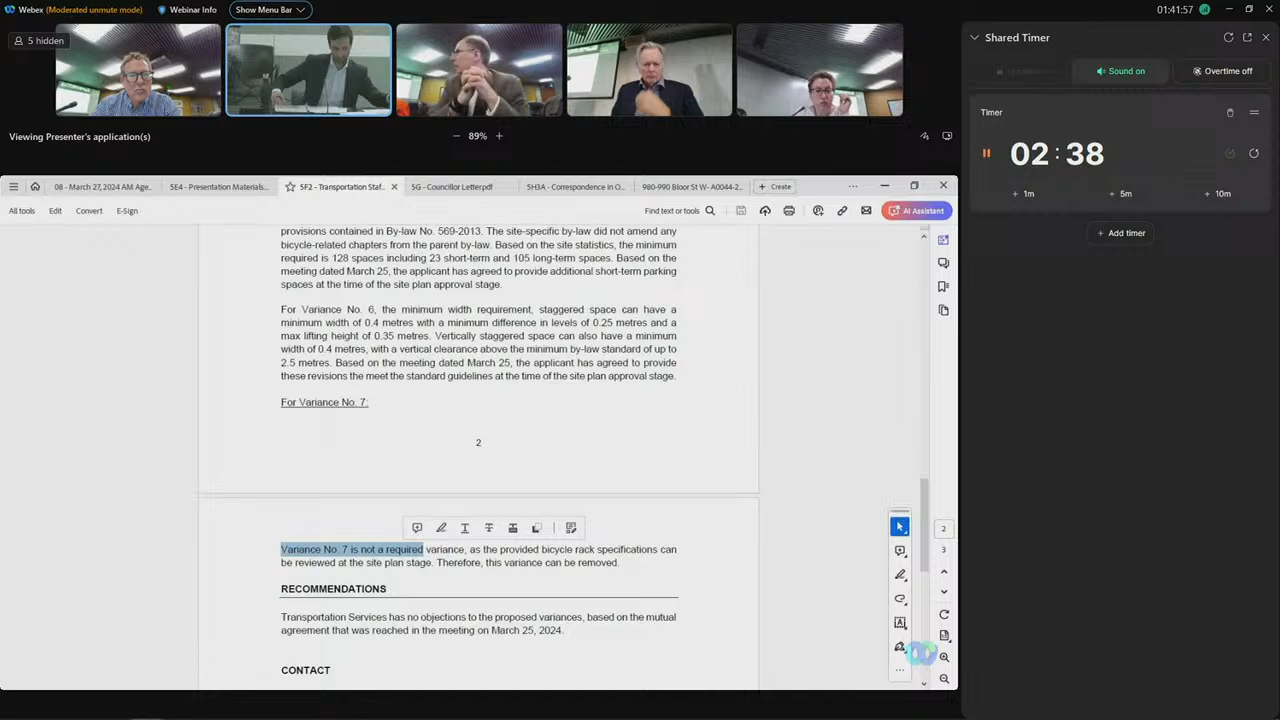 Webex (Moderated unmute mode) Webinar Info Show Menu Bar 01:41:57
5 hidden
Viewing Presenter's application(s) 89%
08 - March 27,2024 AM Age... 5E4 - Presentation Materials... 5F2 - Transportation Staf... 5G - Councillor Letter.pdf 5H3A - Correspondence in O... 980-990 Bloor St W- A0044-2... + Create
All tools Edit Convert E-Sign Find text or tools AI Assistant
provisions contained in By-law No. 569-2013. The site-specific by-law did not amend any
bicycle-related chapters from the parent by-law. Based on the site statistics, the minimum
required is 128 spaces including 23 short-term and 105 long-term spaces. Based on the
meeting dated March 25, the applicant has agreed to provide additional short-term parking
spaces at the time of the site plan approval stage.
For Variance No. 6, the minimum width requirement, staggered space can have a
minimum width of 0.4 metres with a minimum difference in levels of 0.25 metres and a
max lifting height of 0.35 metres. Vertically staggered space can also have a minimum
width of 0.4 metres, with a vertical clearance above the minimum by-law standard of up to
2.5 metres. Based on the meeting dated March 25, the applicant has agreed to provide
these revisions the meet the standard guidelines at the time of the site plan approval stage.
For Variance No. 7:
2
Variance No. 7 is not a required variance, as the provided bicycle rack specifications can
be reviewed at the site plan stage. Therefore, this variance can be removed.
RECOMMENDATIONS
Transportation Services has no objections to the proposed variances, based on the mutual
agreement that was reached in the meeting on March 25, 2024.
CONTACT
2
3
Shared Timer
Sound on Overtime off
Timer
02 : 38
+ 1m + 5m + 10m
+ Add timer